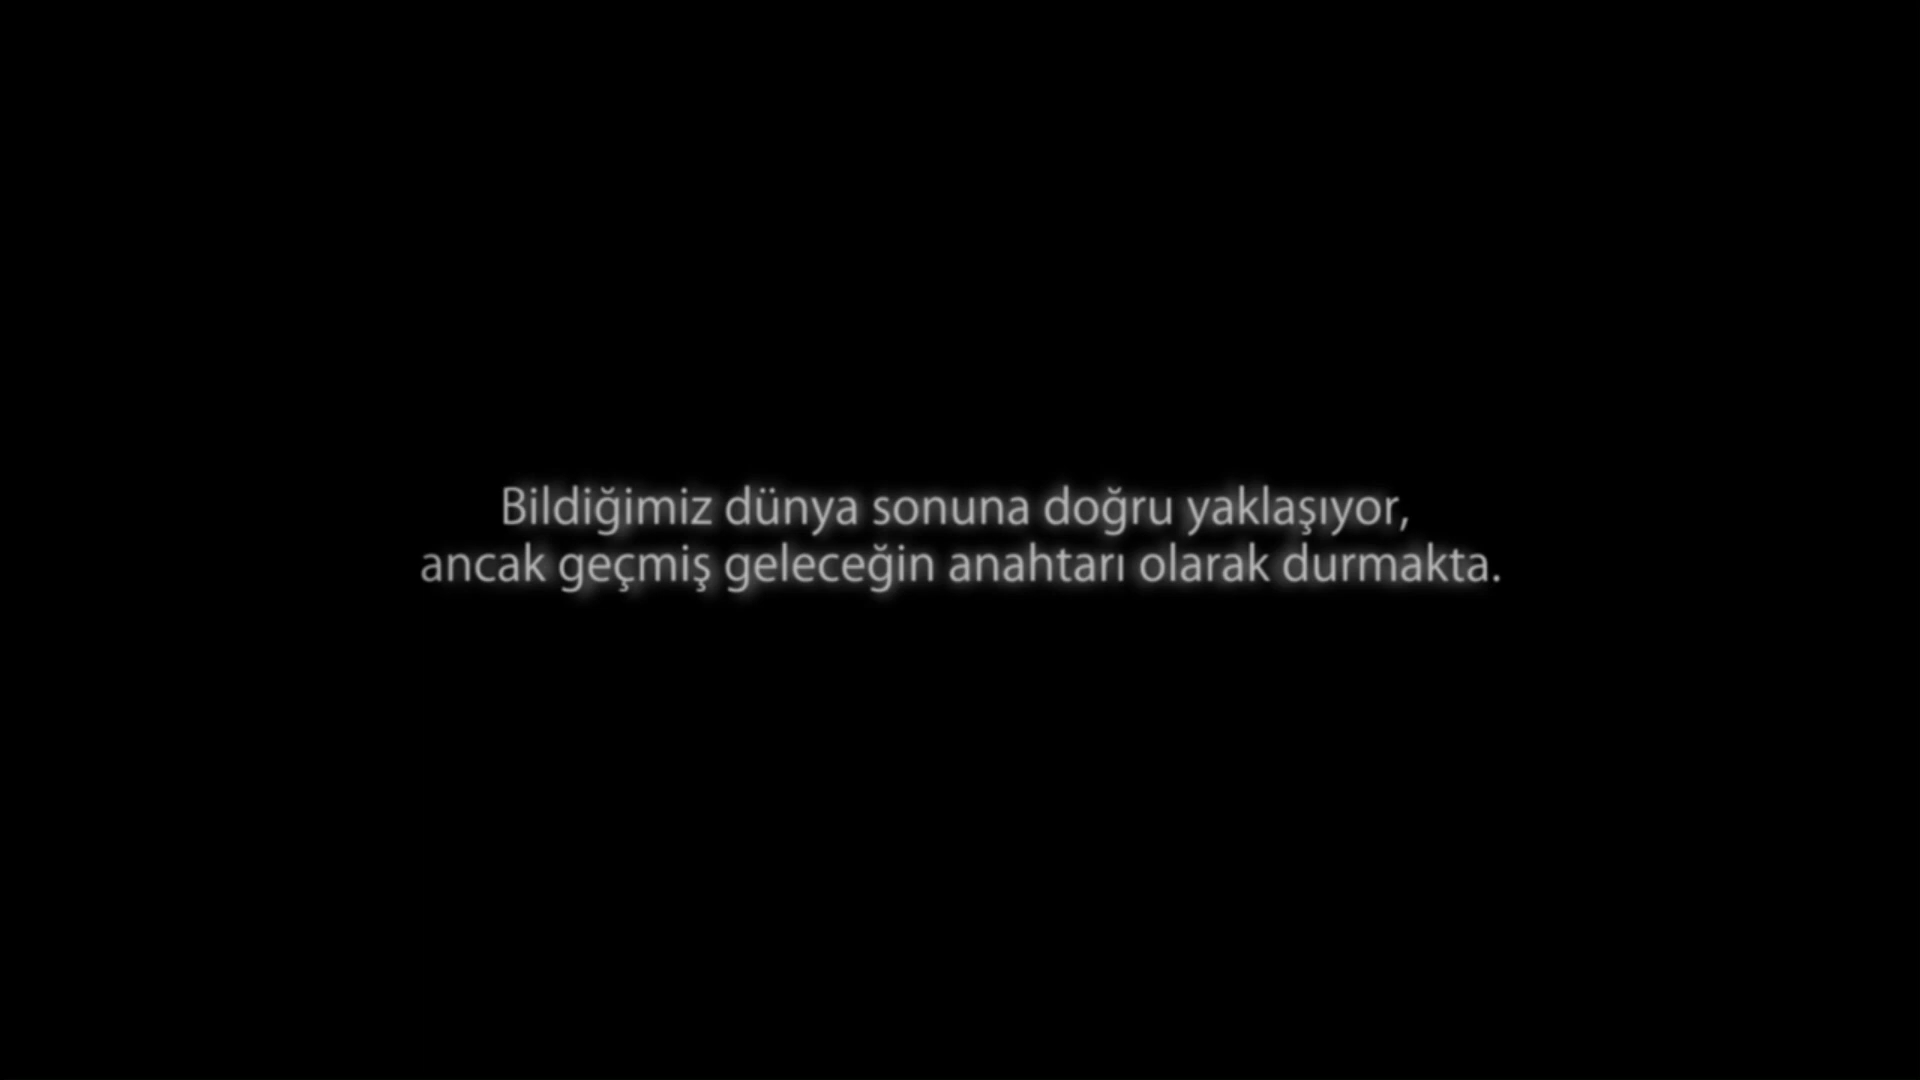 Bildiğimiz dünya sonuna doğru yaklaşıyor,
ancak geçmiş geleceğin anahtarı olarak durmakta.